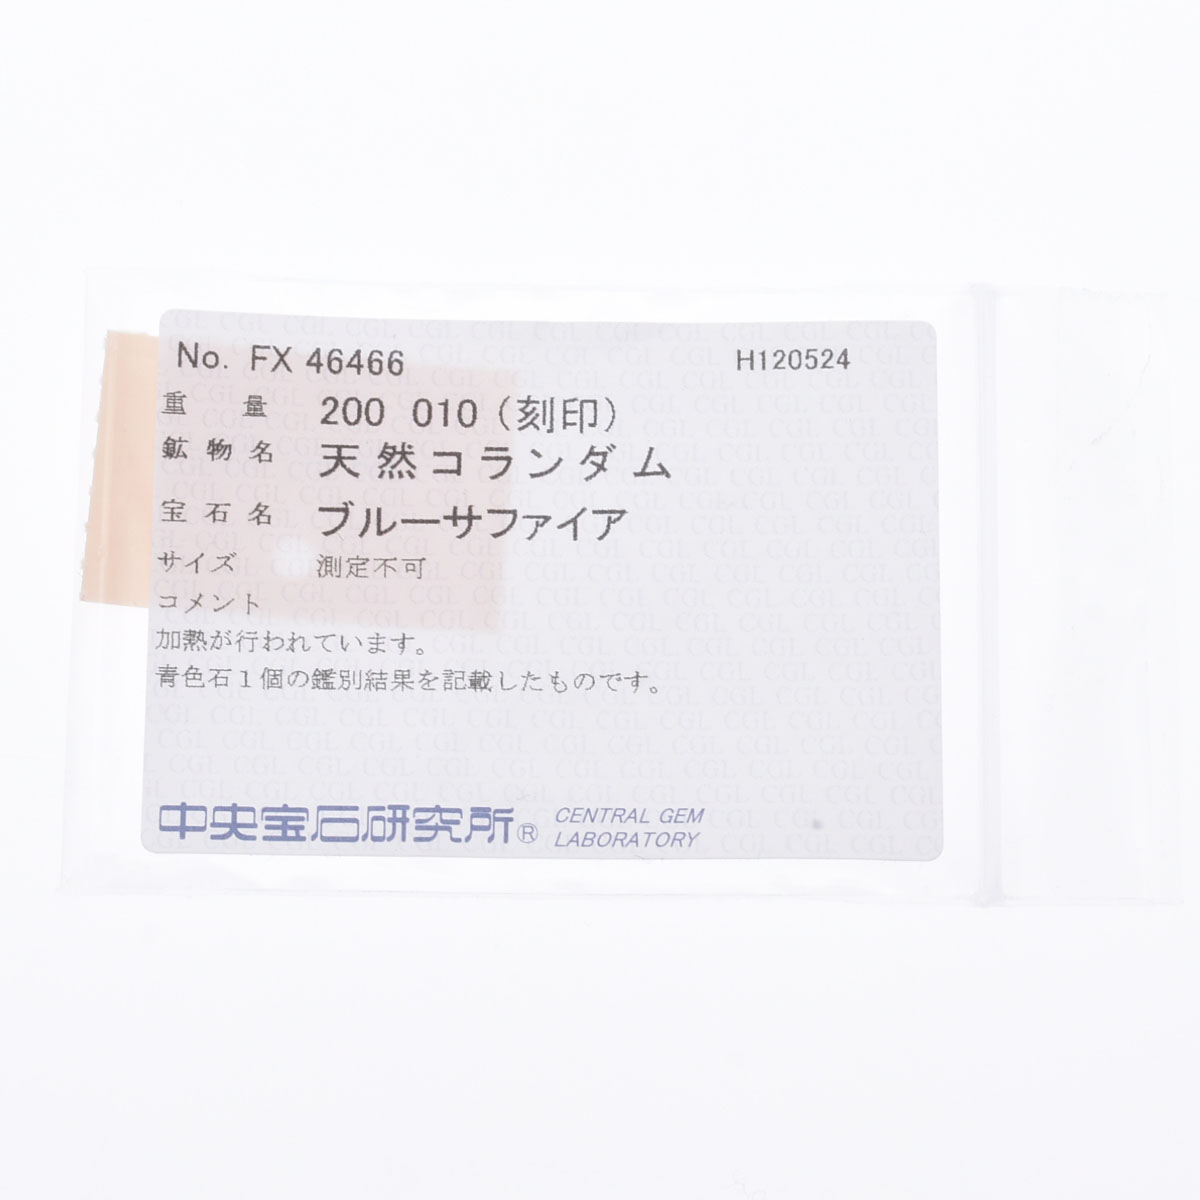 No. FX 46466 H120524
重量 200 010 (刻印)
鉱物名 天然コランダム
宝石名 ブルーサファイア
サイズ 測定不可
コメント
加熱が行われています。
青色石1個の鑑別結果を記載したものです。
中央宝石研究所® CENTRAL GEM
LABORATORY